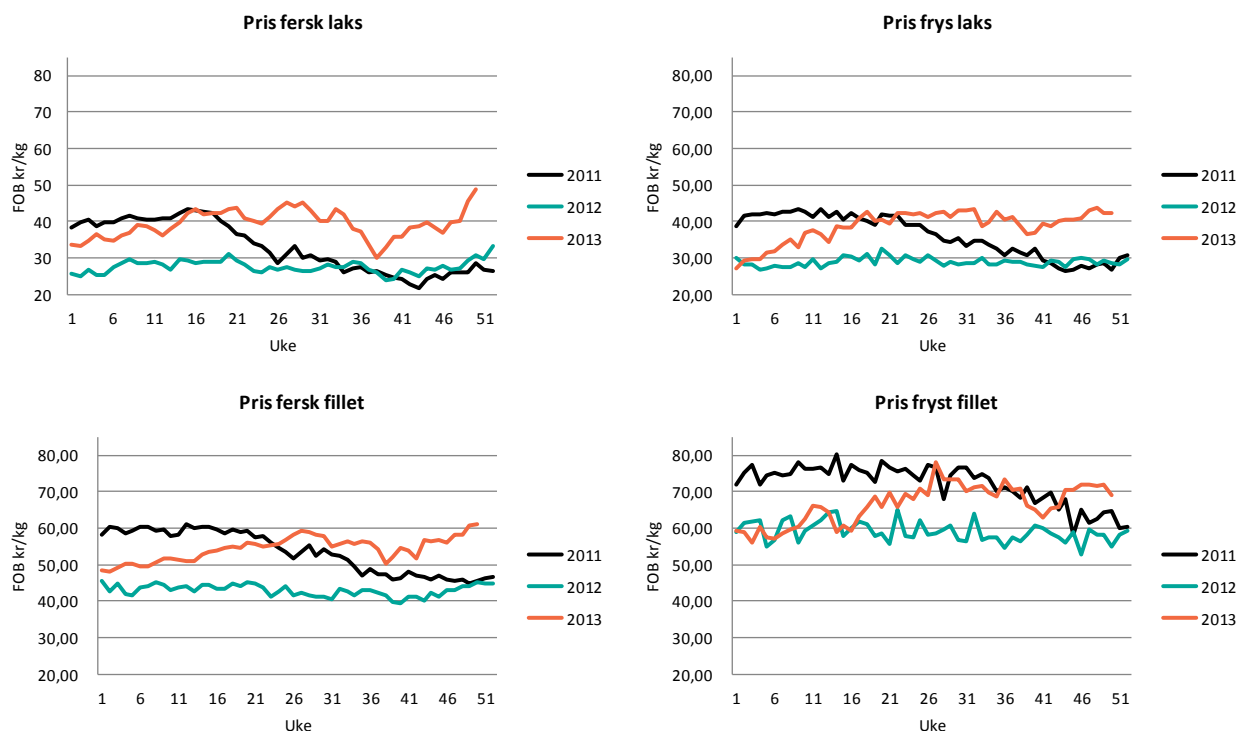 Pris fersk laks
80
70
60
50
40
30
20
FOB kr/kg
1 6 11 16 21 26 31 36 41 46 51
Uke
2011
2012
2013
Pris frys laks
80,00
70,00
60,00
50,00
40,00
30,00
20,00
FOB kr/kg
1 6 11 16 21 26 31 36 41 46 51
Uke
2011
2012
2013
Pris fersk fillet
80,00
70,00
60,00
50,00
40,00
30,00
20,00
FOB kr/kg
1 6 11 16 21 26 31 36 41 46 51
Uke
2011
2012
2013
Pris fryst fillet
80,00
70,00
60,00
50,00
40,00
30,00
20,00
FOB kr/kg
1 6 11 16 21 26 31 36 41 46 51
Uke
2011
2012
2013